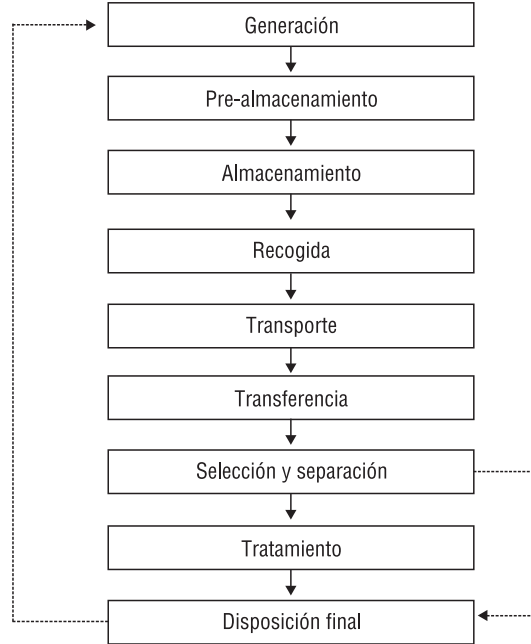 Generación
Pre-almacenamiento
Almacenamiento
Recogida
Transporte
Transferencia
Selección y separación
Tratamiento
Disposición final